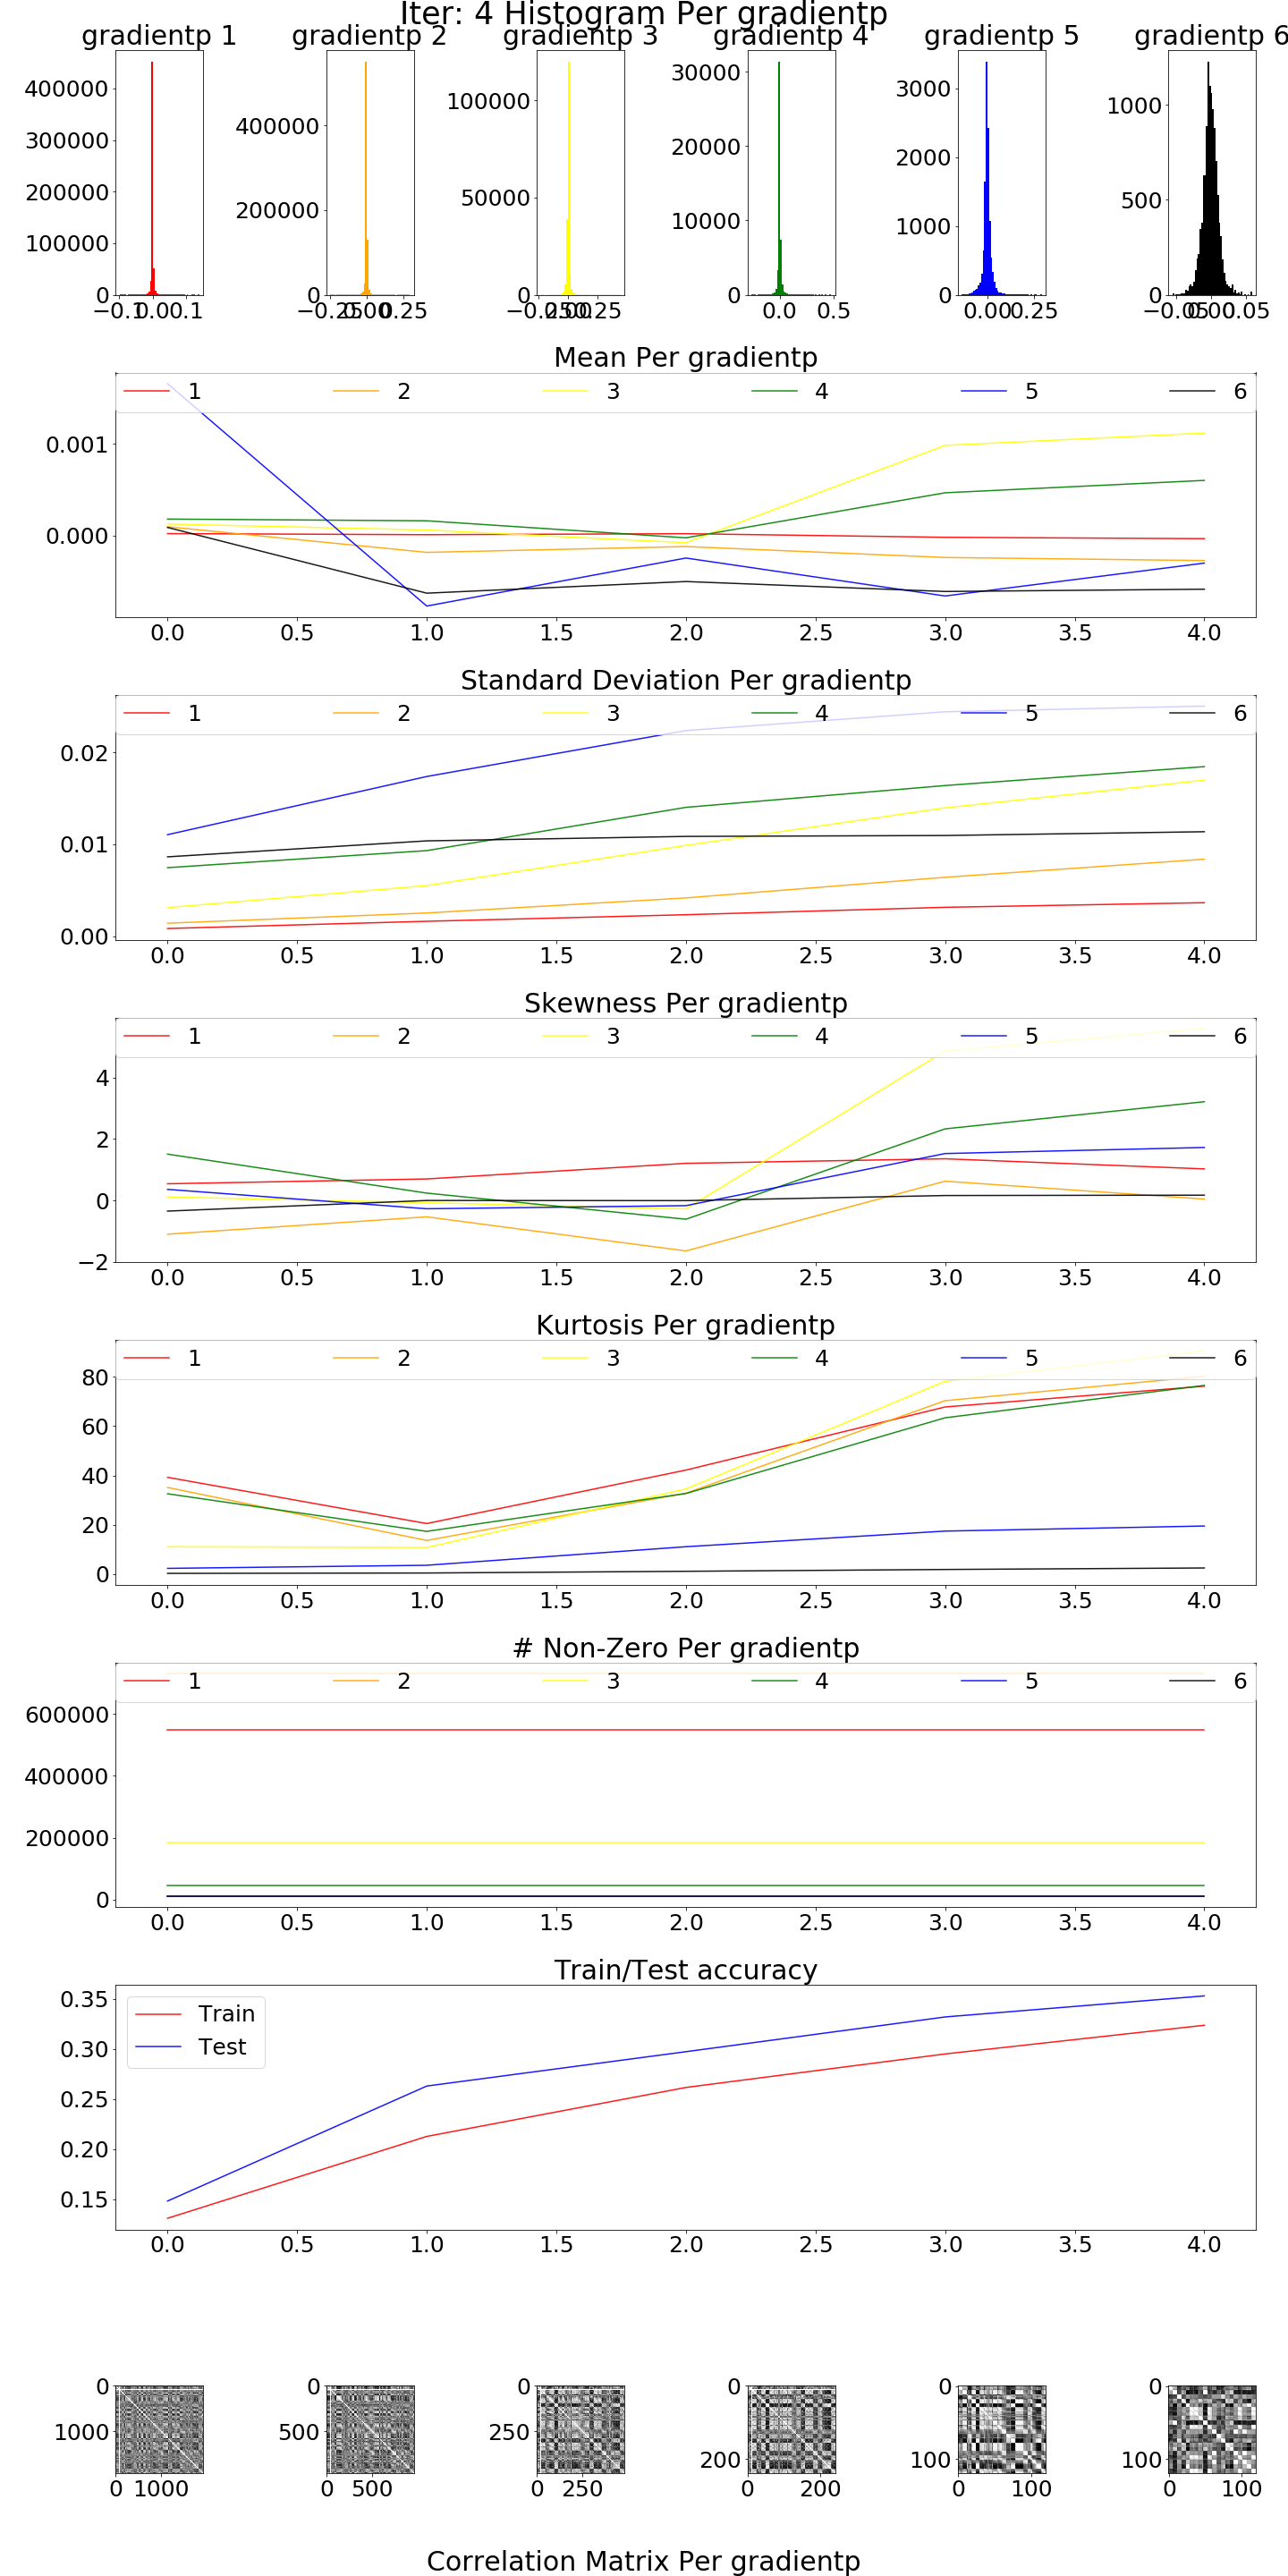 Iter: 4 Histogram Per gradientp
gradientp 1 gradientp 2 gradientp 3 gradientp 4 gradientp 5 gradientp 6
400000
300000
200000
100000
0
400000
200000
0
100000
50000
0
30000
20000
10000
0
3000
2000
1000
0
1000
500
0
−0.1 0.0 0.1
−0.25 0.00 0.25
−0.25 0.00 0.25
0.0 0.5
0.00 0.25
−0.05 0.00 0.05
Mean Per gradientp
1 2 3 4 5 6
0.001
0.000
0.0 0.5 1.0 1.5 2.0 2.5 3.0 3.5 4.0
Standard Deviation Per gradientp
1 2 3 4 5 6
0.02
0.01
0.00
0.0 0.5 1.0 1.5 2.0 2.5 3.0 3.5 4.0
Skewness Per gradientp
1 2 3 4 5 6
4
2
0
−2
0.0 0.5 1.0 1.5 2.0 2.5 3.0 3.5 4.0
Kurtosis Per gradientp
1 2 3 4 5 6
80
60
40
20
0
0.0 0.5 1.0 1.5 2.0 2.5 3.0 3.5 4.0
# Non-Zero Per gradientp
1 2 3 4 5 6
600000
400000
200000
0
0.0 0.5 1.0 1.5 2.0 2.5 3.0 3.5 4.0
Train/Test accuracy
Train
Test
0.35
0.30
0.25
0.20
0.15
0.0 0.5 1.0 1.5 2.0 2.5 3.0 3.5 4.0
0
1000
0 1000
0
500
0 500
0
250
0 250
0
200
0 200
0
100
0 100
0
100
0 100
Correlation Matrix Per gradientp